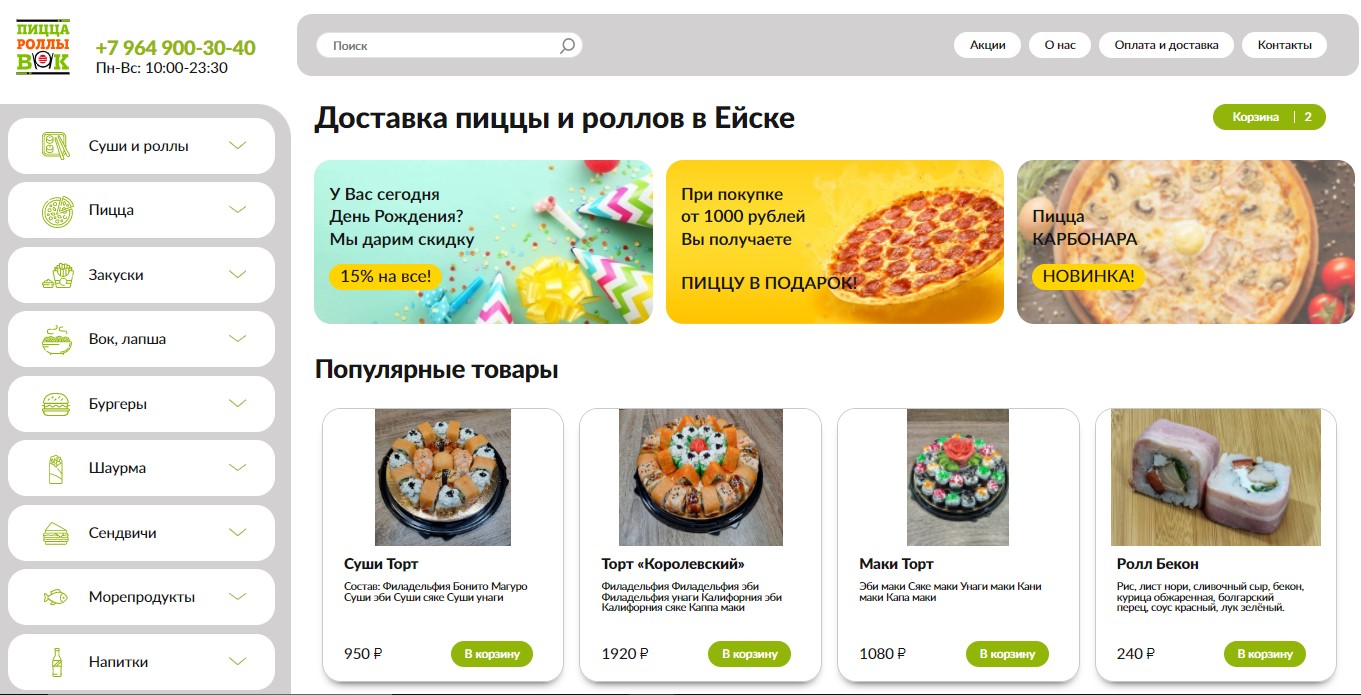 ПИЦЦА
РОЛЛЫ
ВОК
+7 964 900-30-40
Пн-Вс: 10:00-23:30
Поиск
Акции
О нас
Оплата и доставка
Контакты
Суши и роллы
Пицца
Закуски
Вок, лапша
Бургеры
Шаурма
Сендвичи
Морепродукты
Напитки
Доставка пиццы и роллов в Ейске
Корзина | 2
У Вас сегодня
День Рождения?
Мы дарим скидку
15% на все!
При покупке
от 1000 рублей
Вы получаете
ПИЦЦУ В ПОДАРОК!
Пицца
КАРБОНАРА
НОВИНКА!
Популярные товары
Суши Торт
Состав: Филадельфия Бонито Магуро
Суши эби Суши сяке Суши унаги
950 ₽
В корзину
Торт «Королевский»
Филадельфия Филадельфия эби
Филадельфия унаги Калифорния эби
Калифорния сяке Каппа маки
1920 ₽
В корзину
Маки Торт
Эби маки Сяке маки Унаги маки Кани
маки Капа маки
1080 ₽
В корзину
Ролл Бекон
Рис, лист нори, сливочный сыр, бекон,
курица обжаренная, болгарский
перец, соус красный, лук зелёный.
240 ₽
В корзину